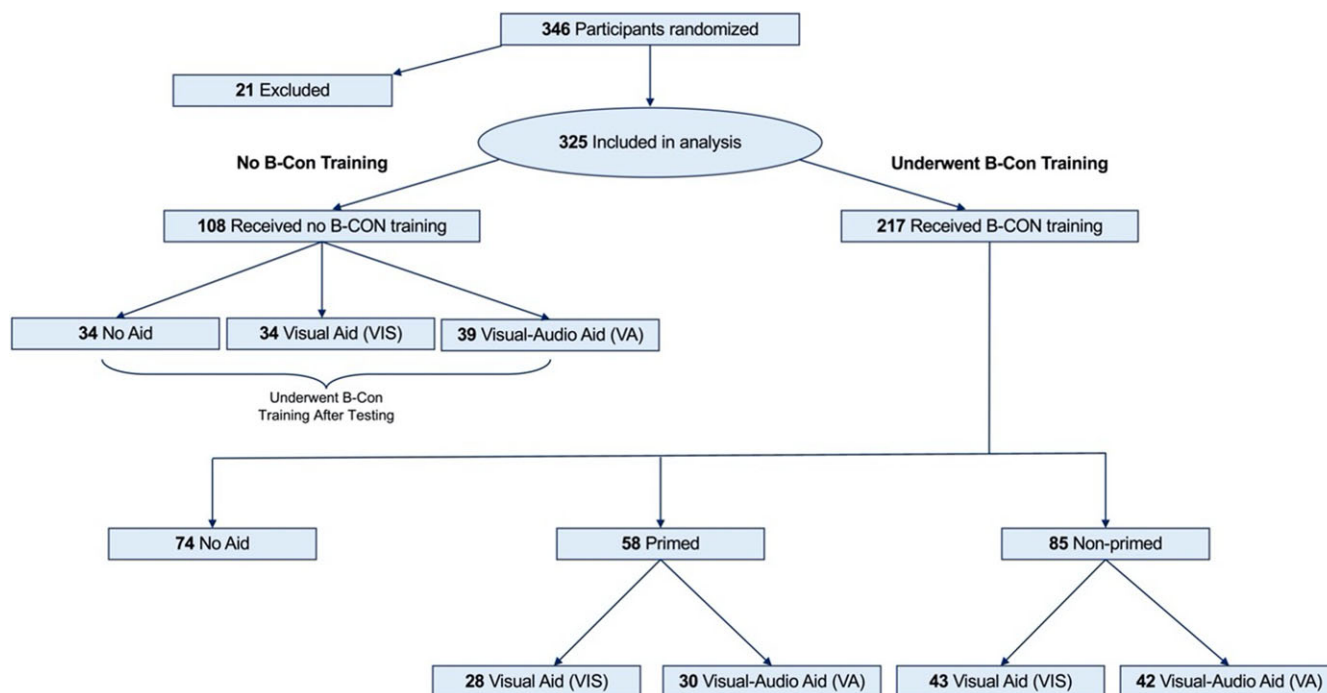 346 Participants randomized
21 Excluded
325 Included in analysis
No B-Con Training
Underwent B-Con Training
108 Received no B-CON training
217 Received B-CON training
34 No Aid
34 Visual Aid (VIS)
39 Visual-Audio Aid (VA)
Underwent B-Con
Training After Testing
74 No Aid
58 Primed
85 Non-primed
28 Visual Aid (VIS)
30 Visual-Audio Aid (VA)
43 Visual Aid (VIS)
42 Visual-Audio Aid (VA)